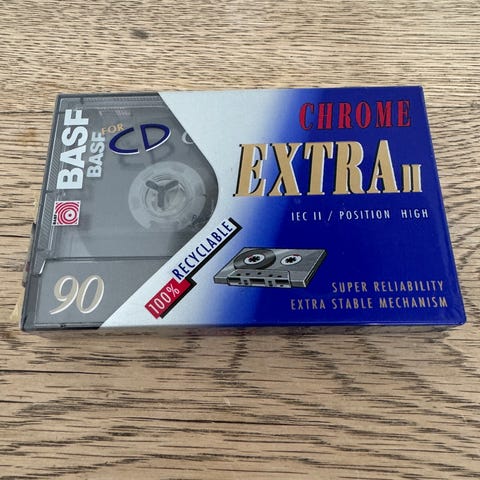 BASF
BASF
FOR
CD
90
100% RECYCLABLE
CHROME
EXTRA II
IEC II / POSITION HIGH
SUPER RELIABILITY
EXTRA STABLE MECHANISM